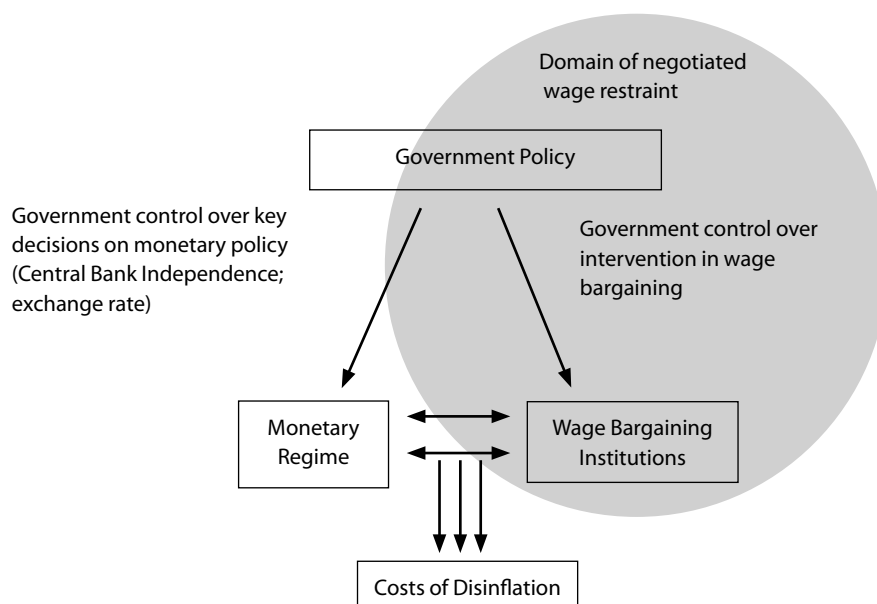 Domain of negotiated
wage restraint
Government Policy
Government control over key
decisions on monetary policy
(Central Bank Independence;
exchange rate)
Government control over
intervention in wage
bargaining
Monetary
Regime
Wage Bargaining
Institutions
Costs of Disinflation